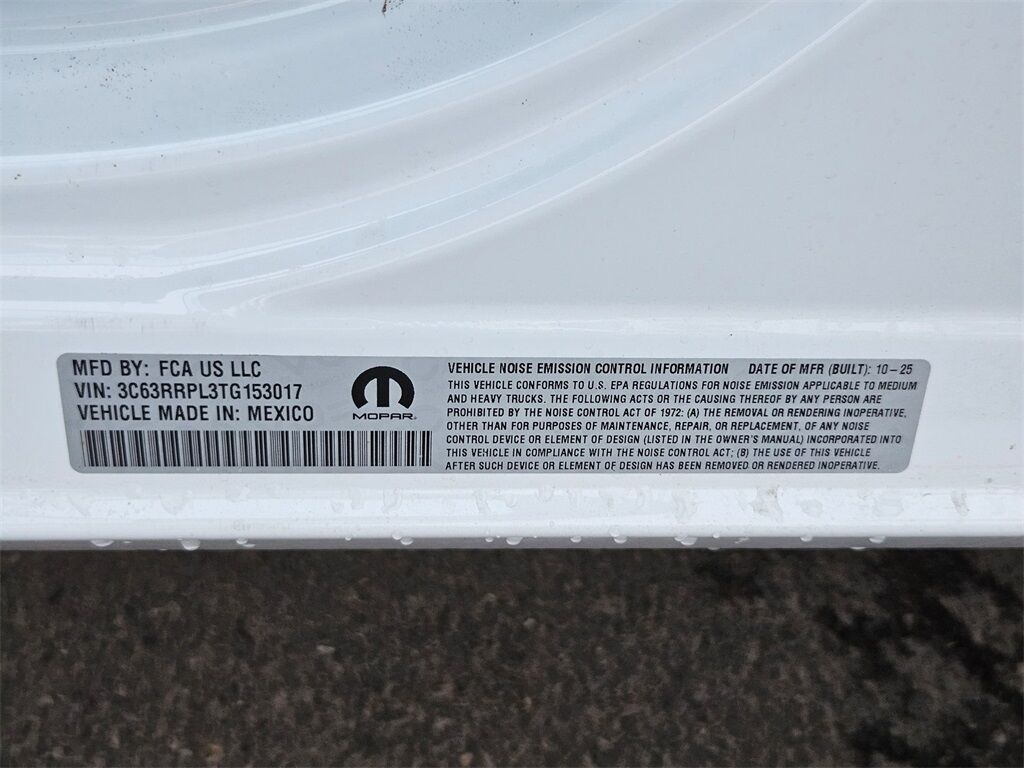 MFD BY: FCA US LLC
VIN: 3C63RRPL3TG153017
VEHICLE MADE IN: MEXICO
MOPAR
VEHICLE NOISE EMISSION CONTROL INFORMATION DATE OF MFR (BUILT): 10-25
THIS VEHICLE CONFORMS TO U.S. EPA REGULATIONS FOR NOISE EMISSION APPLICABLE TO MEDIUM
AND HEAVY TRUCKS. THE FOLLOWING ACTS OR THE CAUSING THEREOF BY ANY PERSON ARE
PROHIBITED BY THE NOISE CONTROL ACT OF 1972: (A) THE REMOVAL OR RENDERING INOPERATIVE,
OTHER THAN FOR PURPOSES OF MAINTENANCE, REPAIR, OR REPLACEMENT, OF ANY NOISE
CONTROL DEVICE OR ELEMENT OF DESIGN (LISTED IN THE OWNER'S MANUAL) INCORPORATED INTO
THIS VEHICLE IN COMPLIANCE WITH THE NOISE CONTROL ACT; (B) THE USE OF THIS VEHICLE
AFTER SUCH DEVICE OR ELEMENT OF DESIGN HAS BEEN REMOVED OR RENDERED INOPERATIVE.